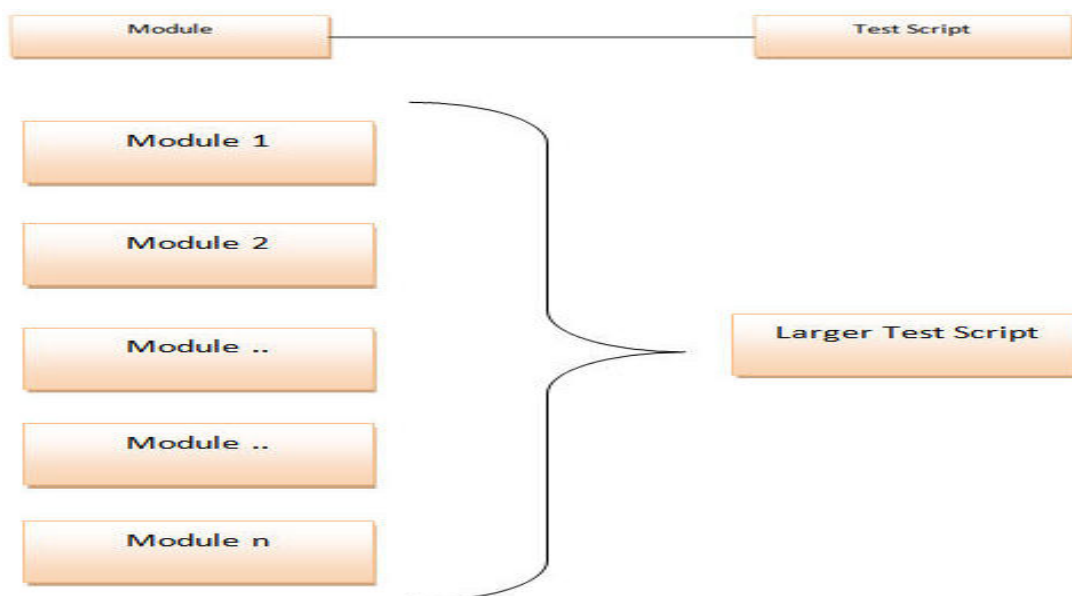 Module
Test Script
Module 1
Module 2
Module ..
Larger Test Script
Module ..
Module n